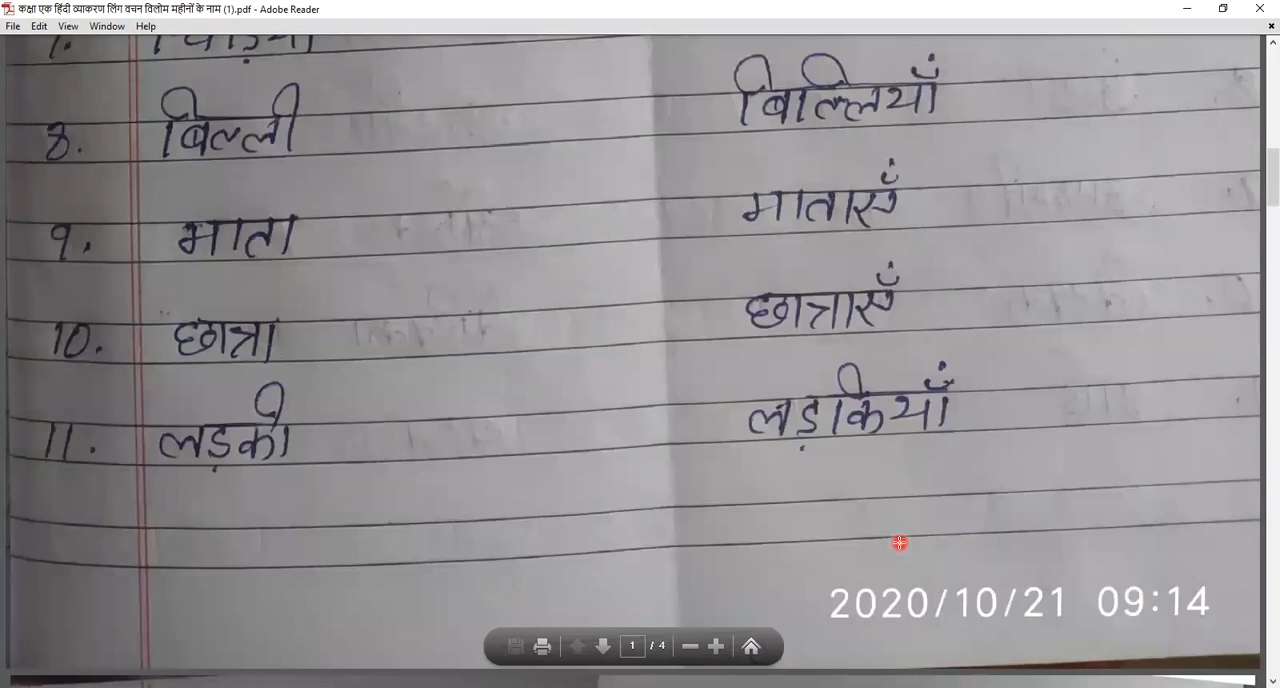 कक्षा एक हिंदी व्याकरण लिंग वचन विलोम महीनों के नाम (1).pdf - Adobe Reader
File Edit View Window Help
7.
8. बिल्ली बिल्लियाँ
9. माता माताएँ
10. छात्रा छात्राएँ
11. लड़की लड़कियाँ
2020/10/21 09:14
1 / 4